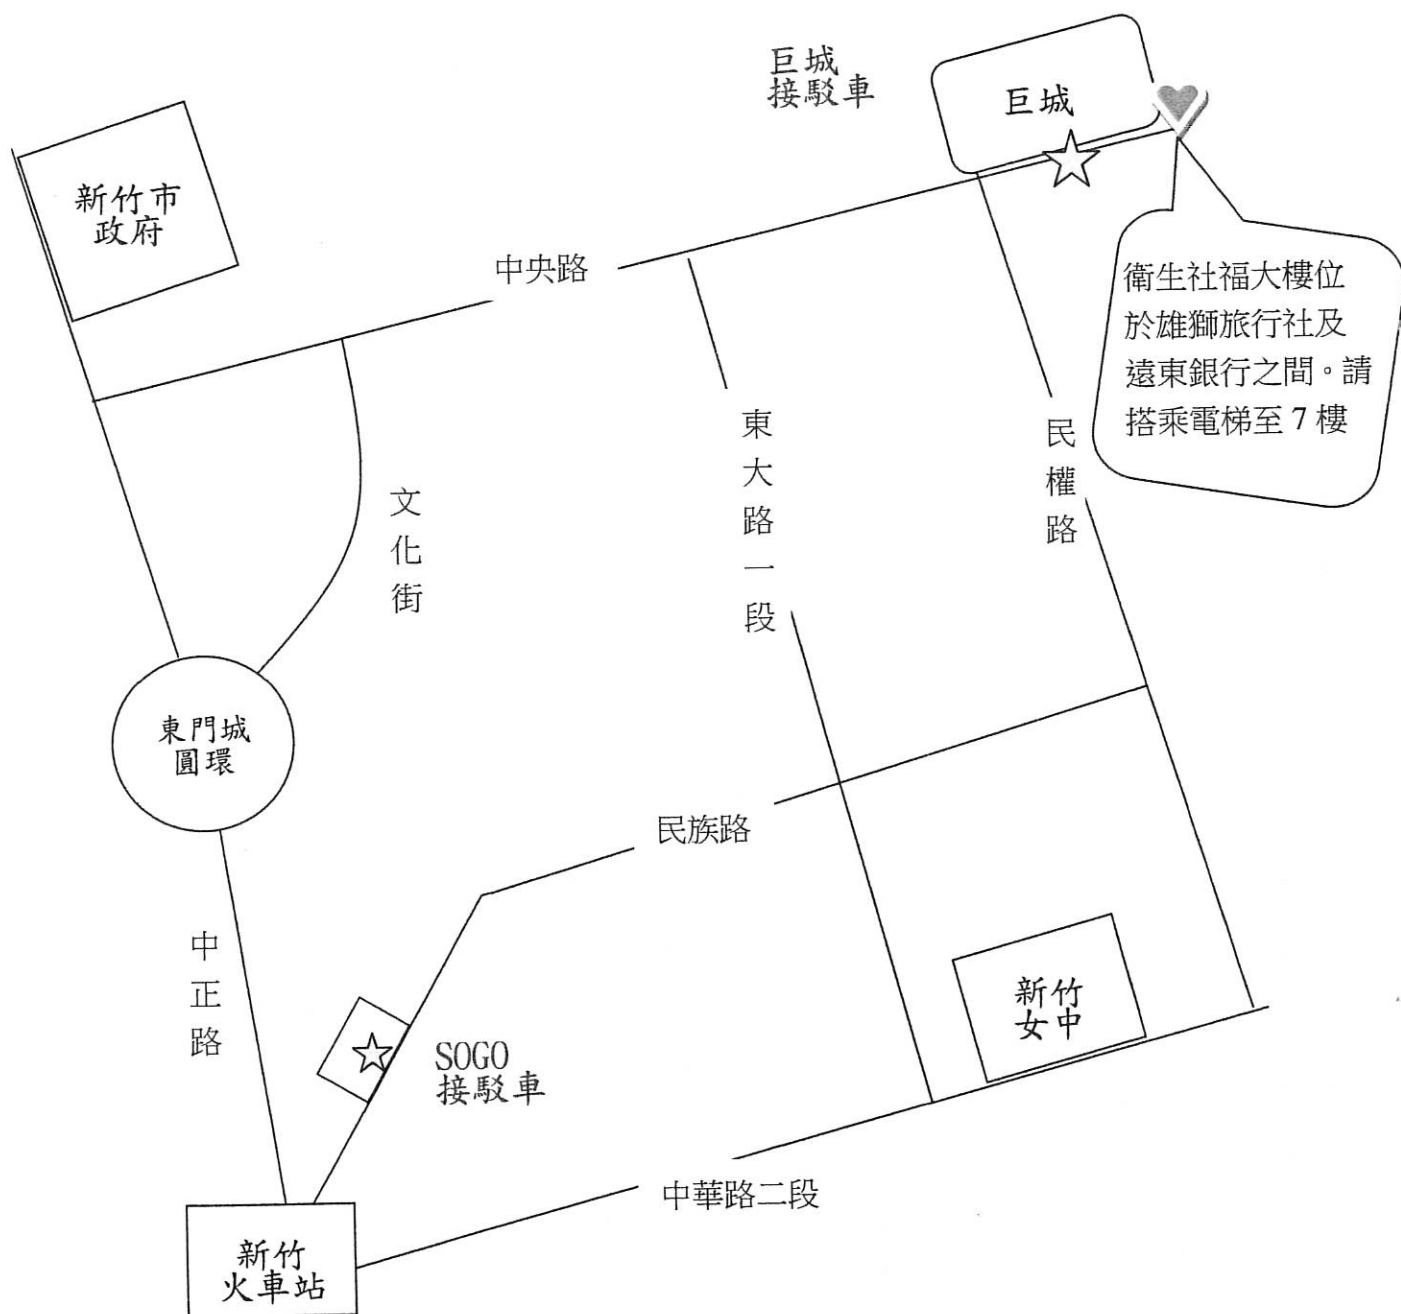 巨城
接駁車
巨城
新竹市
政府
中央路
衛生社福大樓位
於雄獅旅行社及
遠東銀行之間。請
搭乘電梯至7樓
文化街
東大路一段
民權路
東門城
圓環
民族路
中正路
SOGO
接駁車
新竹
女中
中華路二段
新竹
火車站